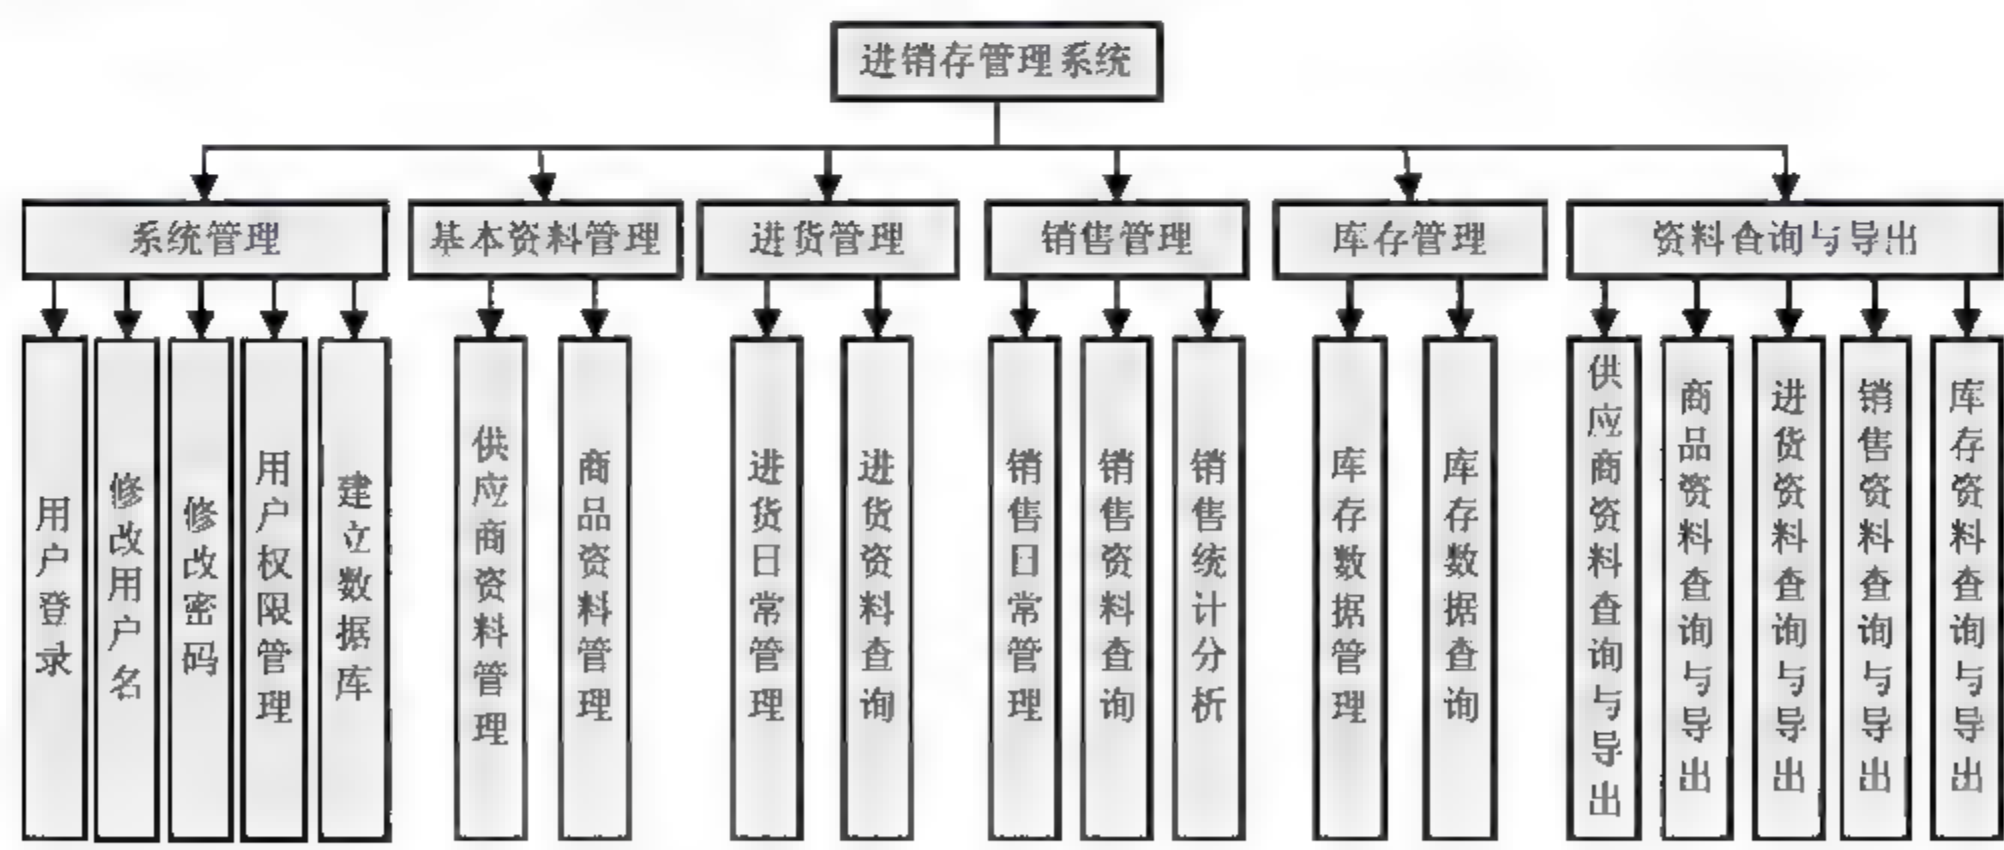 进销存管理系统
系统管理
基本资料管理
进货管理
销售管理
库存管理
资料查询与导出
用户登录
修改用户名
修改密码
用户权限管理
建立数据库
供应商资料管理
商品资料管理
进货日常管理
进货资料查询
销售日常管理
销售资料查询
销售统计分析
库存数据管理
库存数据查询
供应商资料查询与导出
商品资料查询与导出
进货资料查询与导出
销售资料查询与导出
库存资料查询与导出